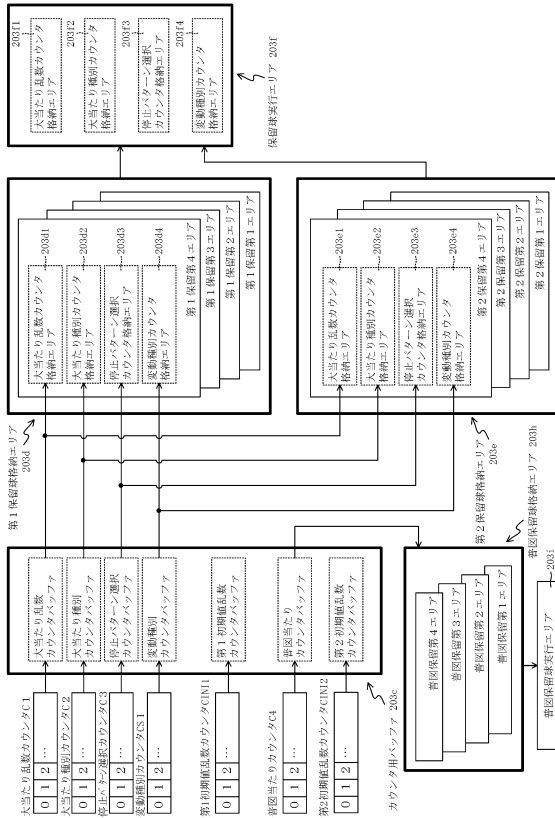 大当たり乱数カウンタC1
0 1 2 …
大当たり種別カウンタC2
0 1 2 …
停止パターン選択カウンタC3
0 1 2 …
変動種別カウンタCS1
0 1 2 …
第1初期値乱数カウンタCINI1
0 1 2 …
普図当たりカウンタC4
0 1 2 …
第2初期値乱数カウンタCINI2
0 1 2 …
大当たり乱数
カウンタバッファ
大当たり種別
カウンタバッファ
停止パターン選択
カウンタバッファ
変動種別
カウンタバッファ
第1初期値乱数
カウンタバッファ
普図当たり
カウンタバッファ
第2初期値乱数
カウンタバッファ
カウンタ用バッファ 203c
第1保留球格納エリア
203d
大当たり乱数カウンタ
格納エリア
203d1
大当たり種別カウンタ
格納エリア
203d2
停止パターン選択
カウンタ格納エリア
203d3
変動種別カウンタ
格納エリア
203d4
第1保留第4エリア
第1保留第3エリア
第1保留第2エリア
第1保留第1エリア
第2保留球格納エリア
203e
大当たり乱数カウンタ
格納エリア
203e1
大当たり種別カウンタ
格納エリア
203e2
停止パターン選択
カウンタ格納エリア
203e3
変動種別カウンタ
格納エリア
203e4
第2保留第4エリア
第2保留第3エリア
第2保留第2エリア
第2保留第1エリア
大当たり乱数カウンタ
格納エリア
203f1
大当たり種別カウンタ
格納エリア
203f2
停止パターン選択
カウンタ格納エリア
203f3
変動種別カウンタ
格納エリア
203f4
保留球実行エリア 203f
普図保留球格納エリア 203h
普図保留第4エリア
普図保留第3エリア
普図保留第2エリア
普図保留第1エリア
普図保留球実行エリア
203i